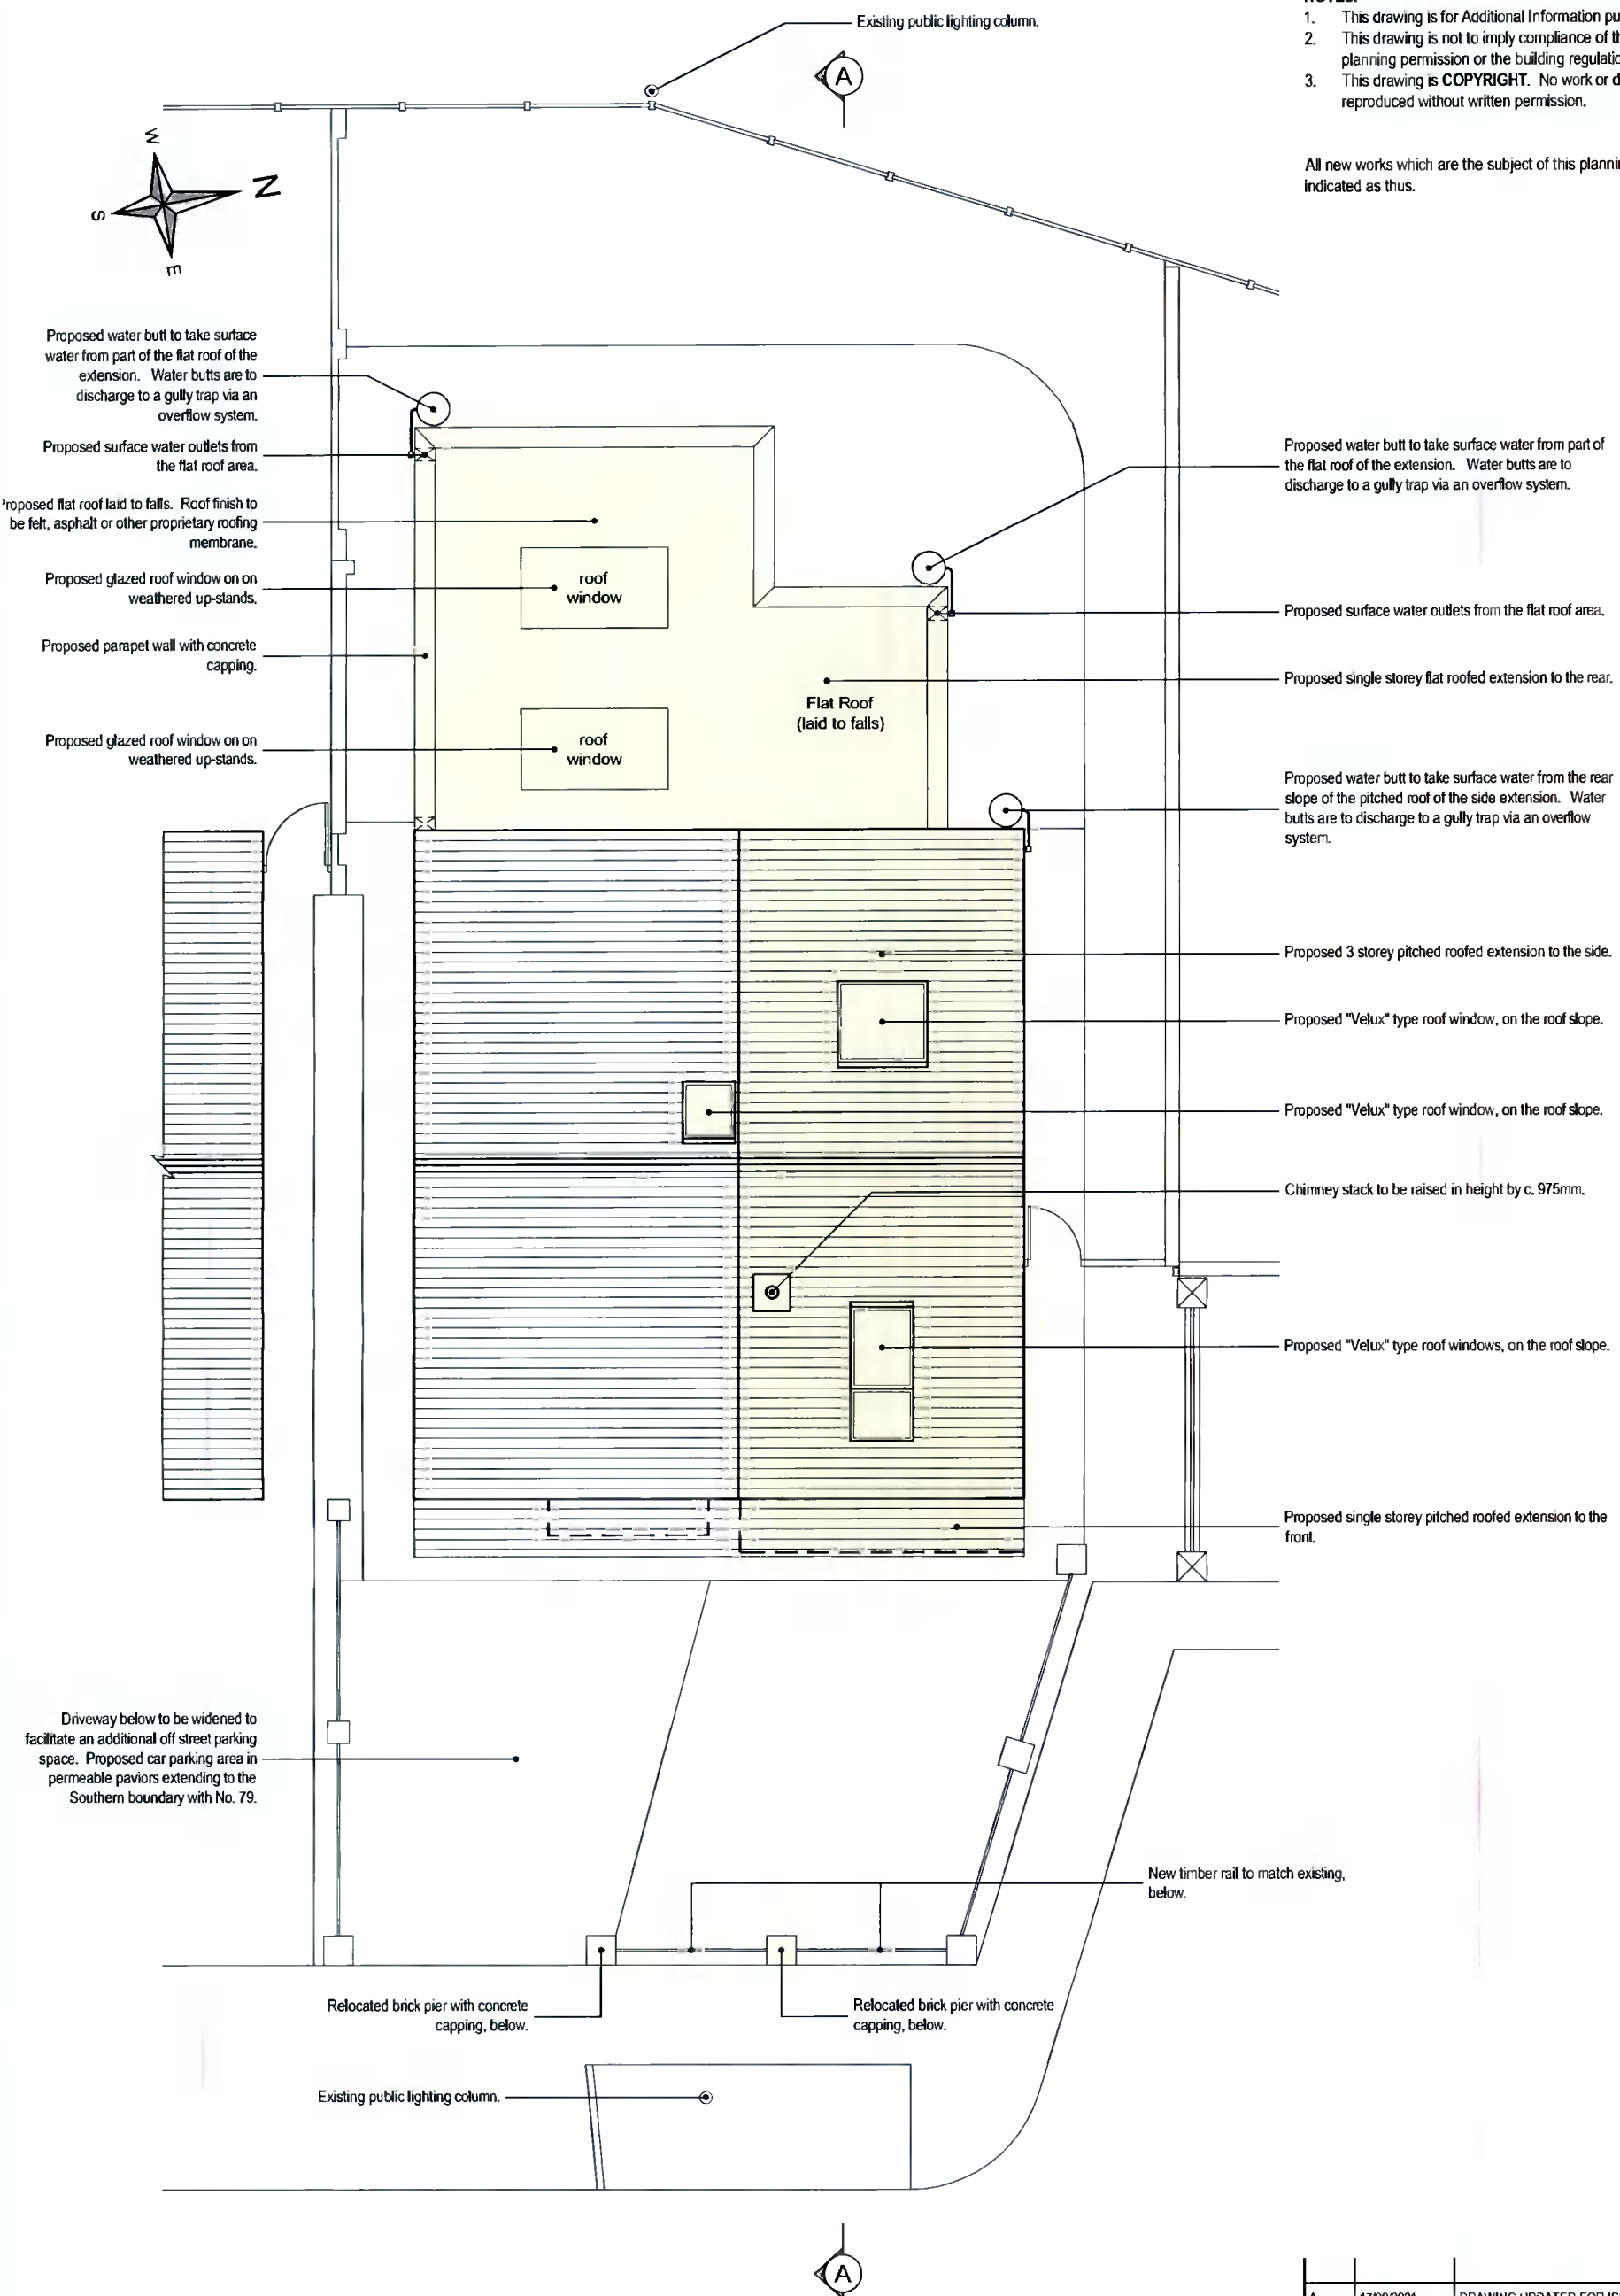 NOTES:
1. This drawing is for Additional Information
2. This drawing is not to imply compliance of
planning permission or the building
3. This drawing is COPYRIGHT. No work or
reproduced without written permission.
All new works which are the subject of this
indicated as thus.
Existing public lighting column.
A
W
N
S
E
Proposed water butt to take surface
water from part of the flat roof of the
extension. Water butts are to
discharge to a gully trap via an
overflow system.
Proposed surface water outlets from
the flat roof area.
flat roof laid to falls. Roof finish to
be felt, asphalt or other proprietary roofing
membrane.
Proposed glazed roof window on on
weathered up-stands.
Proposed parapet wall with concrete
capping.
Proposed glazed roof window on on
weathered up-stands.
roof
window
roof
window
Flat Roof
(laid to falls)
Proposed water butt to take surface water from part of
the flat roof of the extension. Water butts are to
discharge to a gully trap via an overflow system.
Proposed surface water outlets from the flat roof area.
Proposed single storey flat roofed extension to the rear.
Proposed water butt to take surface water from the rear
slope of the pitched roof of the side extension. Water
butts are to discharge to a gully trap via an overflow
system.
Proposed 3 storey pitched roofed extension to the side.
Proposed "Velux" type roof window, on the roof slope.
Proposed "Velux" type roof window, on the roof slope.
Chimney stack to be raised in height by c. 975mm.
Proposed "Velux" type roof windows, on the roof slope.
Proposed single storey pitched roofed extension to the
front.
Driveway below to be widened to
facilitate an additional off street parking
space. Proposed car parking area in
permeable paviors extending to the
Southern boundary with No. 79.
New timber rail to match existing,
below.
Relocated brick pier with concrete
capping, below.
Relocated brick pier with concrete
capping, below.
Existing public lighting column.
A